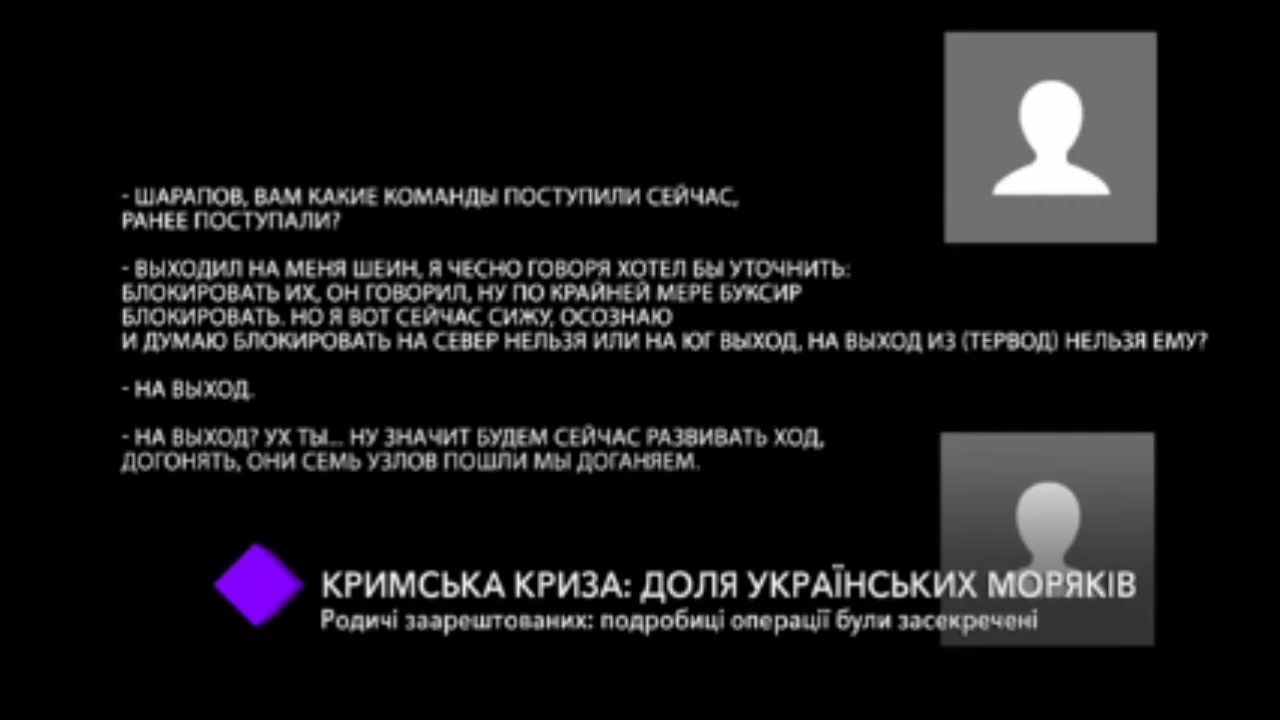 - ШАРАПОВ, ВАМ КАКИЕ КОМАНДЫ ПОСТУПИЛИ СЕЙЧАС,
РАНЕЕ ПОСТУПАЛИ?
- ВЫХОДИЛ НА МЕНЯ ШЕИН, Я ЧЕСНО ГОВОРЯ ХОТЕЛ БЫ УТОЧНИТЬ:
БЛОКИРОВАТЬ ИХ, ОН ГОВОРИЛ, НУ ПО КРАЙНЕЙ МЕРЕ БУКСИР
БЛОКИРОВАТЬ. НО Я ВОТ СЕЙЧАС СИЖУ, ОСОЗНАЮ
И ДУМАЮ БЛОКИРОВАТЬ НА СЕВЕР НЕЛЬЗЯ ИЛИ НА ЮГ ВЫХОД, НА ВЫХОД ИЗ (ТЕРВОД) НЕЛЬЗЯ ЕМУ?
- НА ВЫХОД.
- НА ВЫХОД? УХ ТЫ... НУ ЗНАЧИТ БУДЕМ СЕЙЧАС РАЗВИВАТЬ ХОД,
ДОГОНЯТЬ, ОНИ СЕМЬ УЗЛОВ ПОШЛИ МЫ ДОГАНЯЕМ.
КРИМСЬКА КРИЗА: ДОЛЯ УКРАЇНСЬКИХ МОРЯКІВ
Родичі заарештованих: подробиці операції були засекречені